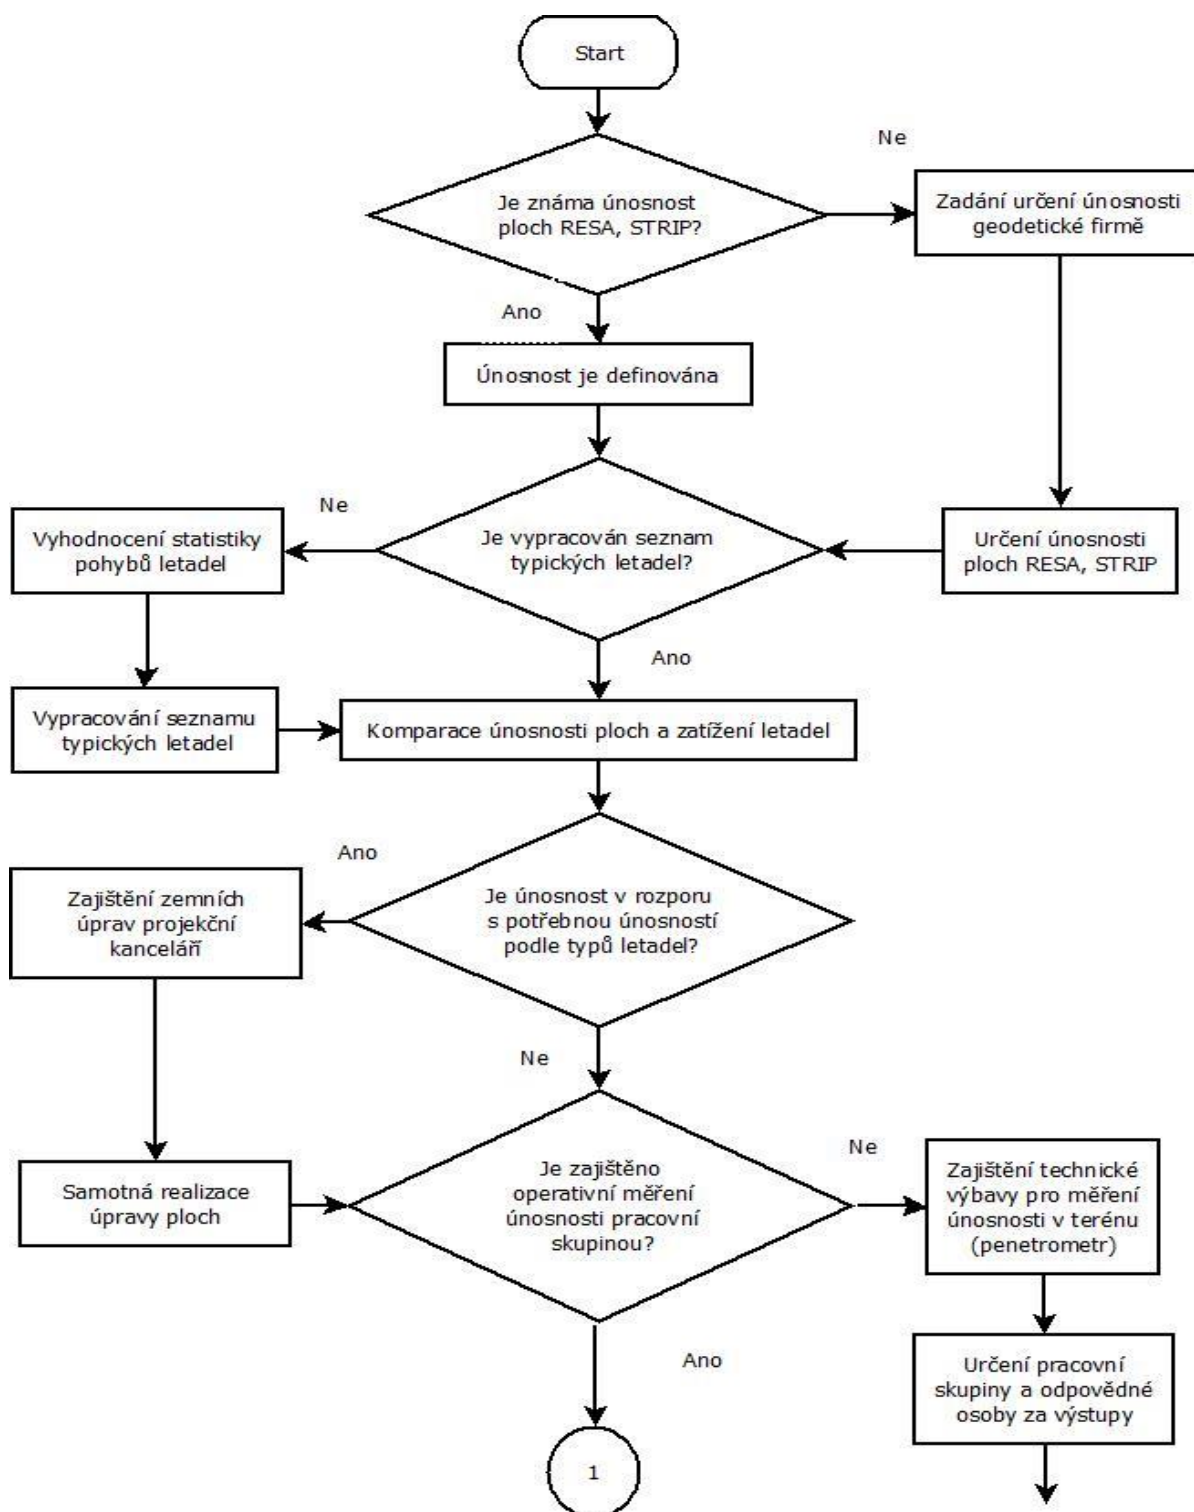 Start
Ne
Je známa únosnost
ploch RESA, STRIP?
Zadání určení únosnosti
geodetické firmě
Ano
Únosnost je definována
Ne
Vyhodnocení statistiky
pohybů letadel
Je vypracován seznam
typických letadel?
Určení únosnosti
ploch RESA, STRIP
Ano
Vypracování seznamu
typických letadel
Komparace únosnosti ploch a zatížení letadel
Ano
Zajištění zemních
úprav projekční
kanceláří
Je únosnost v rozporu
s potřebnou únosností
podle typů letadel?
Ne
Ne
Samotná realizace
úpravy ploch
Je zajištěno
operativní měření
únosnosti pracovní
skupinou?
Zajištění technické
výbavy pro měření
únosnosti v terénu
(penetrometr)
Ano
Určení pracovní
skupiny a odpovědné
osoby za výstupy
1